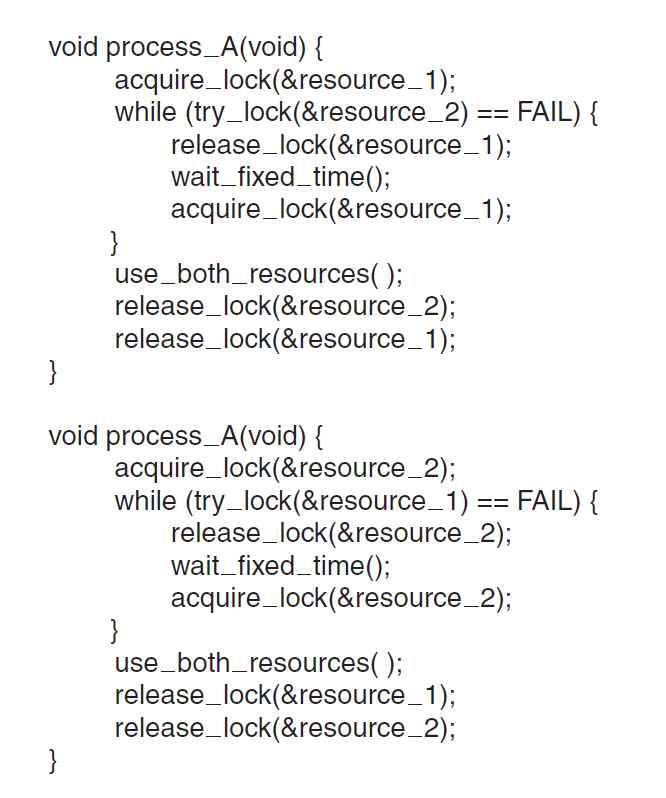 void process_A(void) {
acquire_lock(&resource_1);
while (try_lock(&resource_2) == FAIL) {
release_lock(&resource_1);
wait_fixed_time();
acquire_lock(&resource_1);
}
use_both_resources( );
release_lock(&resource_2);
release_lock(&resource_1);
}
void process_A(void) {
acquire_lock(&resource_2);
while (try_lock(&resource_1) == FAIL) {
release_lock(&resource_2);
wait_fixed_time();
acquire_lock(&resource_2);
}
use_both_resources( );
release_lock(&resource_1);
release_lock(&resource_2);
}